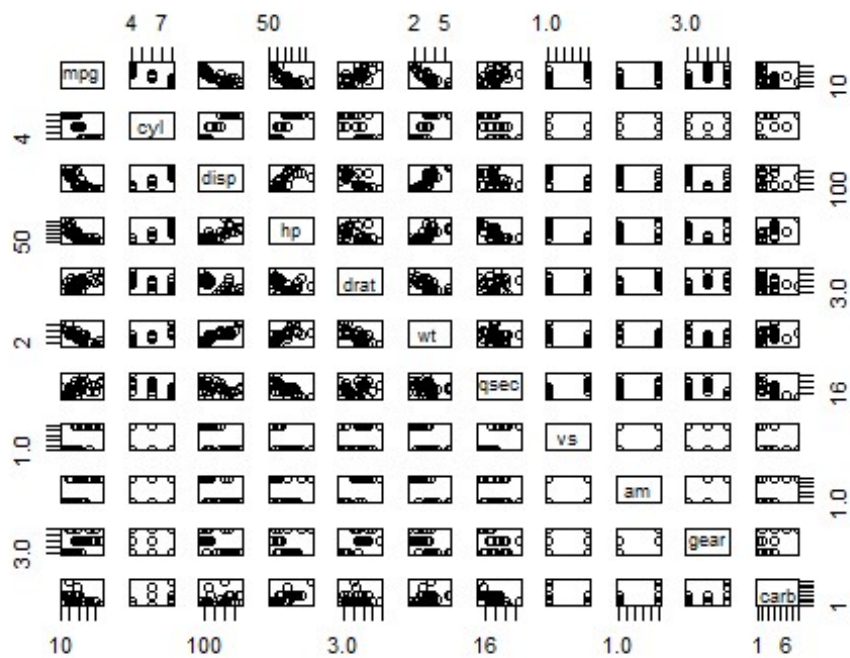 4 7 50 2 5 1.0 3.0
mpg 10
4 cyl
disp 100
50 hp
drat 3.0
2 wt
qsec 16
1.0 vs
am 1.0
3.0 gear
carb 1
10 100 3.0 16 1.0 1 6